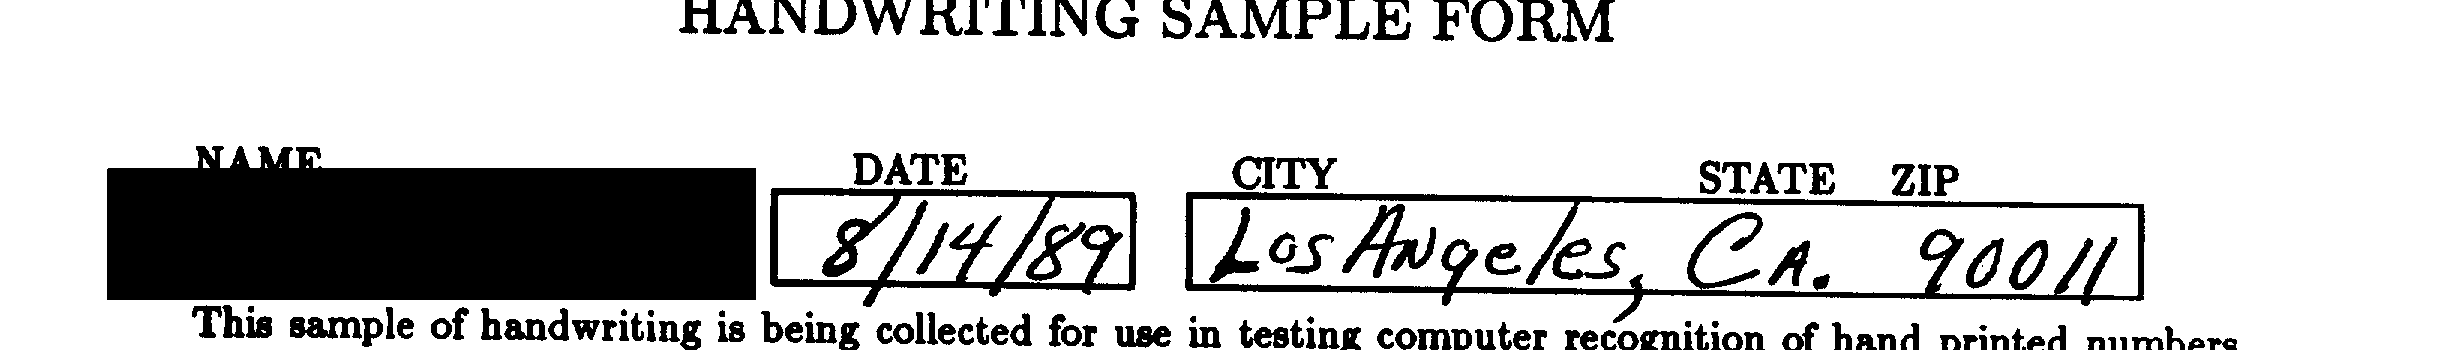 HANDWRITING SAMPLE FORM
NAME DATE CITY STATE ZIP
8/14/89 Los Angeles, CA. 90011
This sample of handwriting is being collected for use in testing computer recognition of hand printed numbers